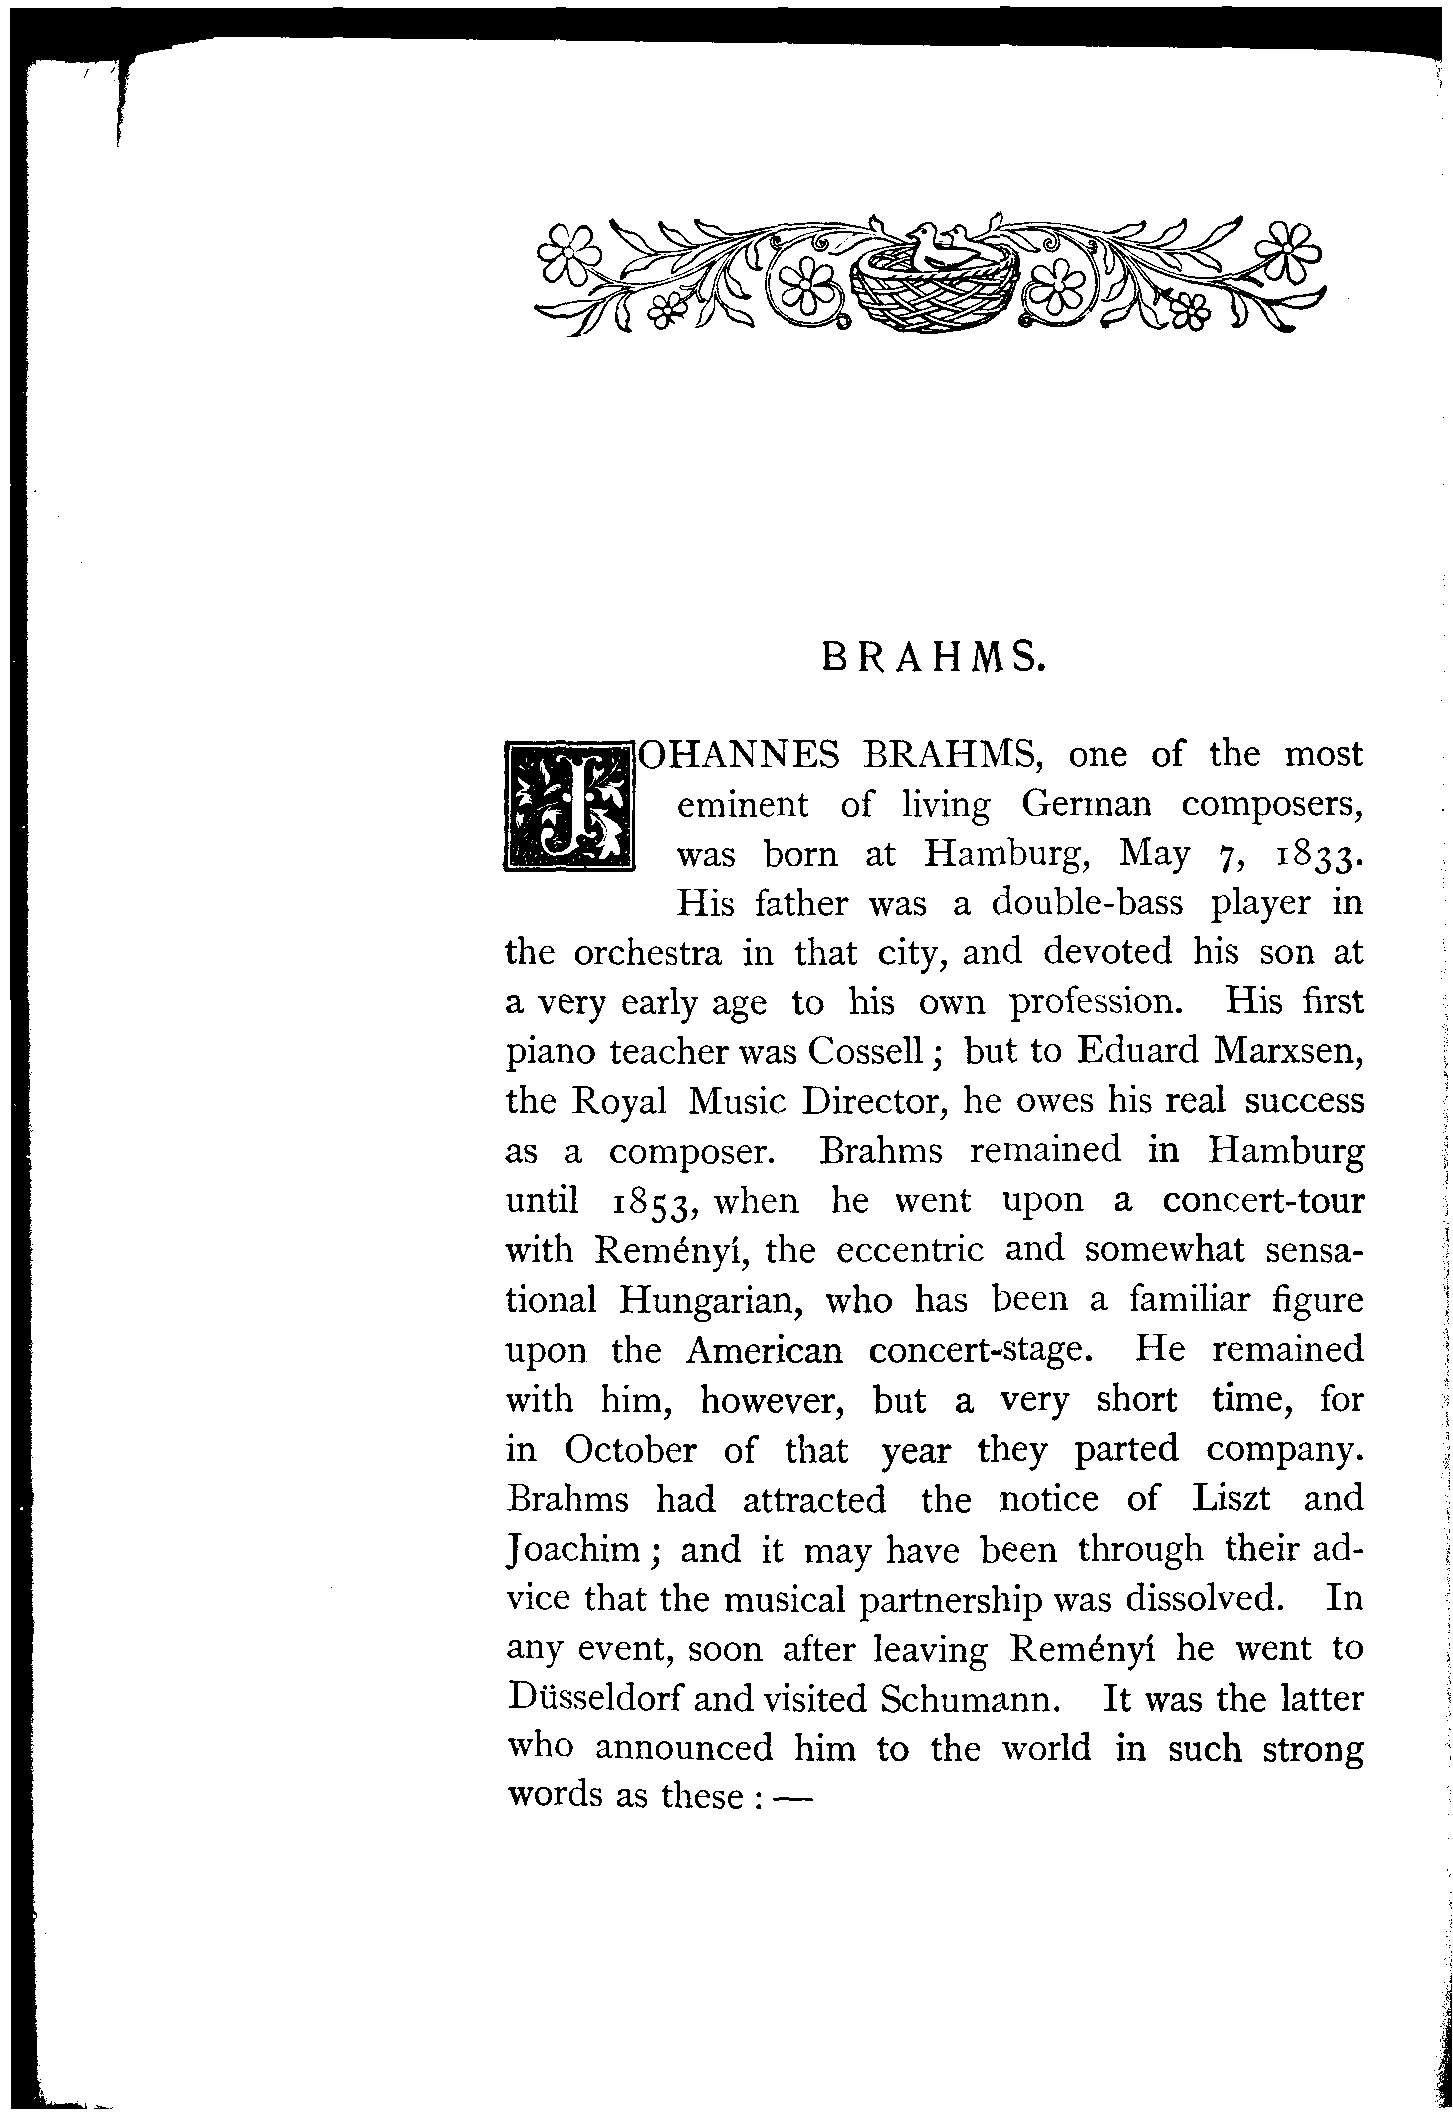 BRAHMS.
JOHANNES BRAHMS, one of the most
eminent of living German composers,
was born at Hamburg, May 7, 1833.
His father was a double-bass player in
the orchestra in that city, and devoted his son at
a very early age to his own profession. His first
piano teacher was Cossell; but to Eduard Marxsen,
the Royal Music Director, he owes his real success
as a composer. Brahms remained in Hamburg
until 1853, when he went upon a concert-tour
with Reményí, the eccentric and somewhat sensa-
tional Hungarian, who has been a familiar figure
upon the American concert-stage. He remained
with him, however, but a very short time, for
in October of that year they parted company.
Brahms had attracted the notice of Liszt and
Joachim; and it may have been through their ad-
vice that the musical partnership was dissolved. In
any event, soon after leaving Reményí he went to
Düsseldorf and visited Schumann. It was the latter
who announced him to the world in such strong
words as these: —